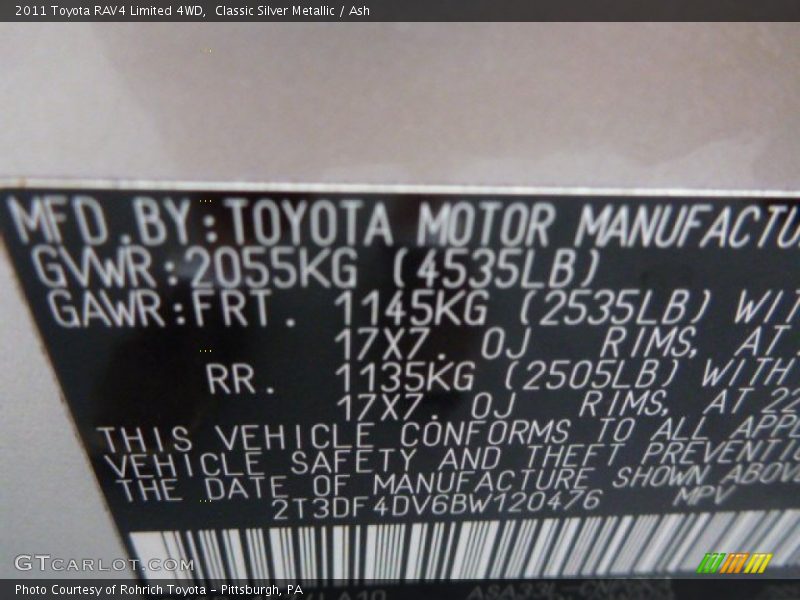 2011 Toyota RAV4 Limited 4WD,  Classic Silver Metallic / Ash
MFD.BY:TOYOTA MOTOR MANUFACTU
GVWR:2055KG (4535LB)
GAWR:FRT. 1145KG (2535LB) WIT
17X7.0J RIMS, AT
RR. 1135KG (2505LB) WITH
17X7.0J RIMS, AT 22
THIS VEHICLE CONFORMS TO ALL APPL
VEHICLE SAFETY AND THEFT PREVENTIO
THE DATE OF MANUFACTURE SHOWN ABOVE
2T3DF4DV6BW120476 MPV
GTCARLOT.COM
Photo Courtesy of Rohrich Toyota - Pittsburgh, PA